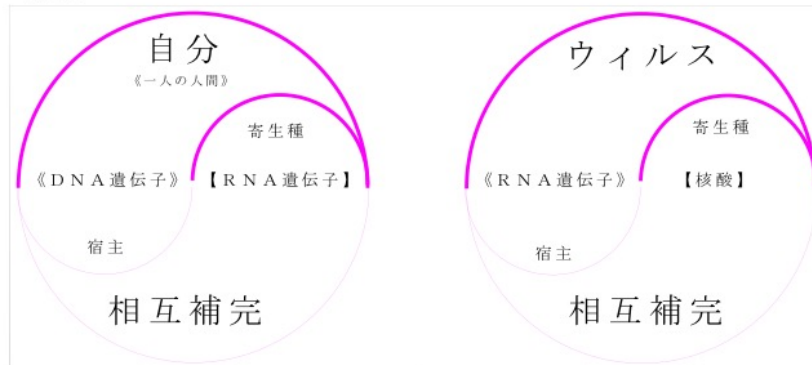 自分
《一人の人間》
寄生種
《DNA遺伝子》
【RNA遺伝子】
宿主
相互補完
ウィルス
寄生種
《RNA遺伝子》
【核酸】
宿主
相互補完